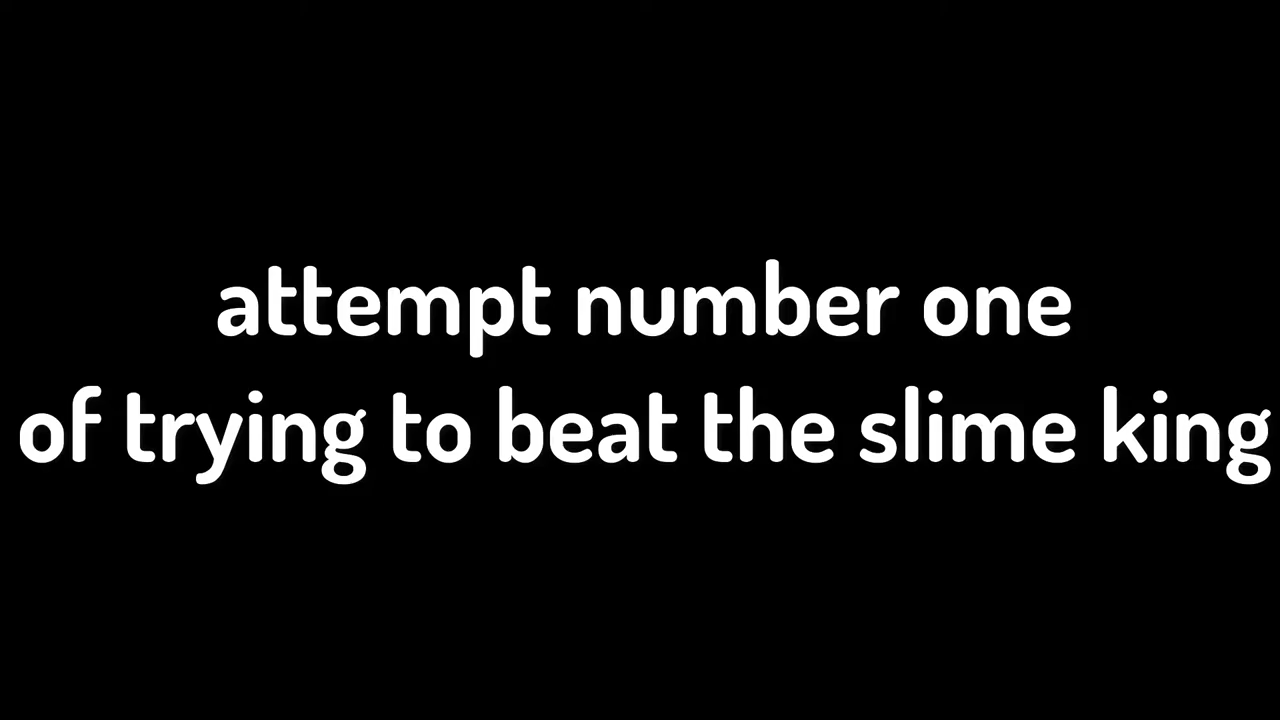 attempt number one
of trying to beat the slime king